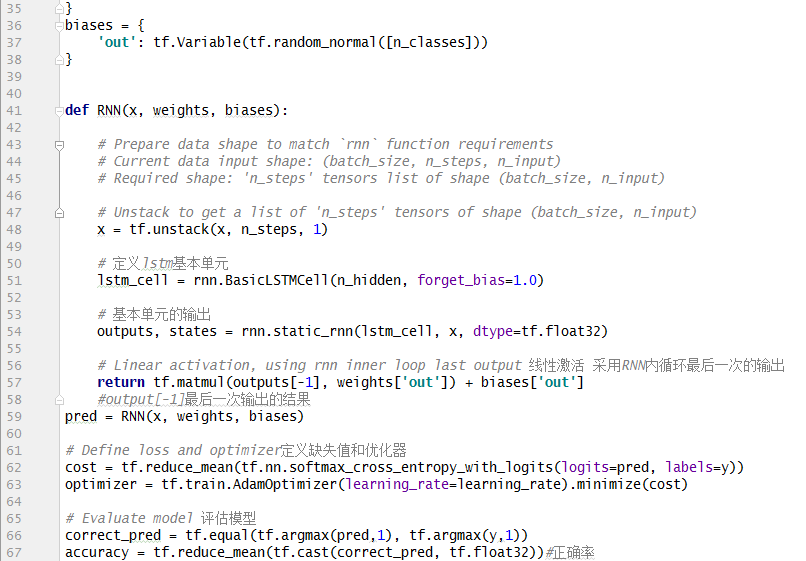 35 }
36 biases = {
37     'out': tf.Variable(tf.random_normal([n_classes]))
38 }
39
40
41 def RNN(x, weights, biases):
42
43     # Prepare data shape to match `rnn` function requirements
44     # Current data input shape: (batch_size, n_steps, n_input)
45     # Required shape: 'n_steps' tensors list of shape (batch_size, n_input)
46
47     # Unstack to get a list of 'n_steps' tensors of shape (batch_size, n_input)
48     x = tf.unstack(x, n_steps, 1)
49
50     # 定义lstm基本单元
51     lstm_cell = rnn.BasicLSTMCell(n_hidden, forget_bias=1.0)
52
53     # 基本单元的输出
54     outputs, states = rnn.static_rnn(lstm_cell, x, dtype=tf.float32)
55
56     # Linear activation, using rnn inner loop last output 线性激活 采用RNN内循环最后一次的输出
57     return tf.matmul(outputs[-1], weights['out']) + biases['out']
58     #output[-1]最后一次输出的结果
59 pred = RNN(x, weights, biases)
60
61 # Define loss and optimizer定义缺失值和优化器
62 cost = tf.reduce_mean(tf.nn.softmax_cross_entropy_with_logits(logits=pred, labels=y))
63 optimizer = tf.train.AdamOptimizer(learning_rate=learning_rate).minimize(cost)
64
65 # Evaluate model 评估模型
66 correct_pred = tf.equal(tf.argmax(pred,1), tf.argmax(y,1))
67 accuracy = tf.reduce_mean(tf.cast(correct_pred, tf.float32))#正确率